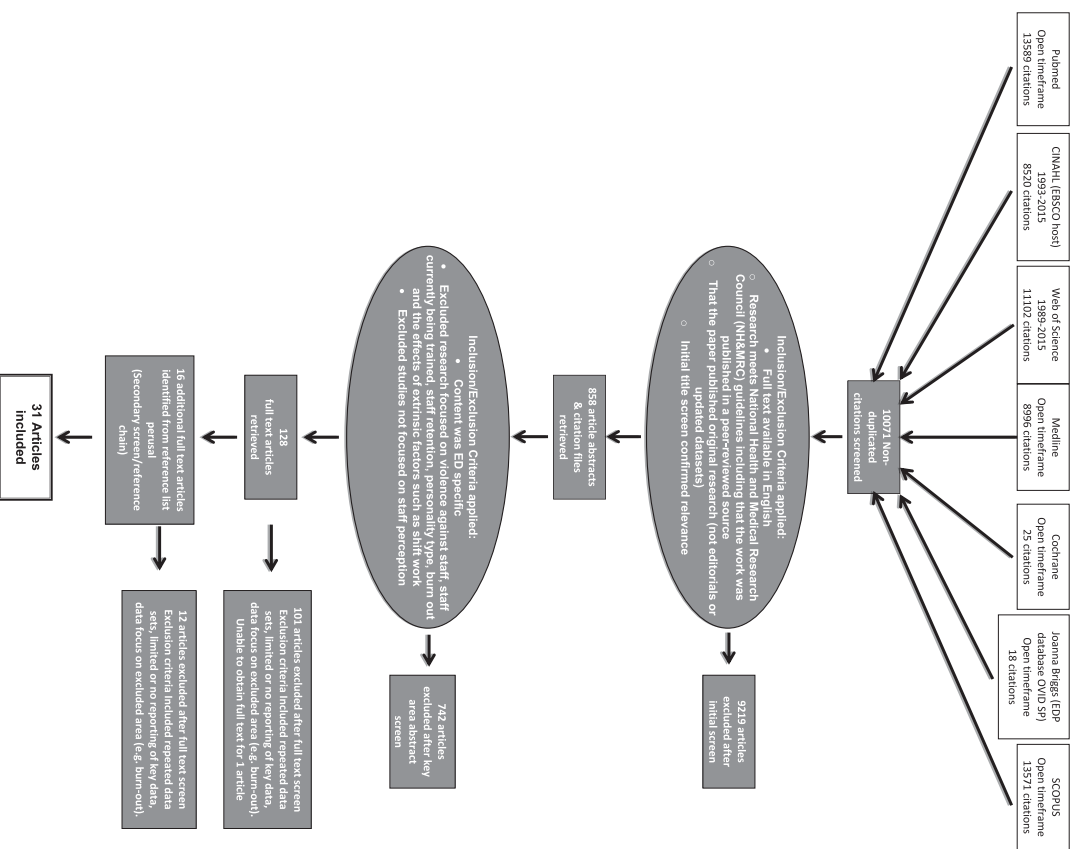 Pubmed
Open timeframe
13589 citations
CINAHL (EBSCO host)
1993-2015
8520 citations
Web of Science
1989-2015
11102 citations
Medline
Open timeframe
8996 citations
Cochrane
Open timeframe
25 citations
Joanna Briggs (EDP
database OVID SP)
Open timeframe
18 citations
SCOPUS
Open timeframe
13571 citations
10071 Non-
duplicated
citations screened
Inclusion/Exclusion Criteria applied:
• Full text available in English
○ Research meets National Health and Medical Research
Council (NH&MRC) guidelines including that the work was
published in a peer-reviewed source
○ That the paper published original research (not editorials or
updated datasets)
○ Initial title screen confirmed relevance
9219 articles
excluded after
initial screen
858 article abstracts
& citation files
retrieved
Inclusion/Exclusion Criteria applied:
• Content was ED specific
• Excluded research focused on violence against staff, staff
currently being trained, staff retention, personality type, burn out
and the effects of extrinsic factors such as shift work
• Excluded studies not focused on staff perception
742 articles
excluded after key
area abstract
screen
128
full text articles
retrieved
101 articles excluded after full text screen
Exclusion criteria Included repeated data
sets, limited or no reporting of key data,
data focus on excluded area (e.g. burn-out).
Unable to obtain full text for 1 article
16 additional full text articles
identified from reference list
perusal
(Secondary screen/reference
chain)
12 articles excluded after full text screen
Exclusion criteria Included repeated data
sets, limited or no reporting of key data,
data focus on excluded area (e.g. burn-out).
31 Articles
included